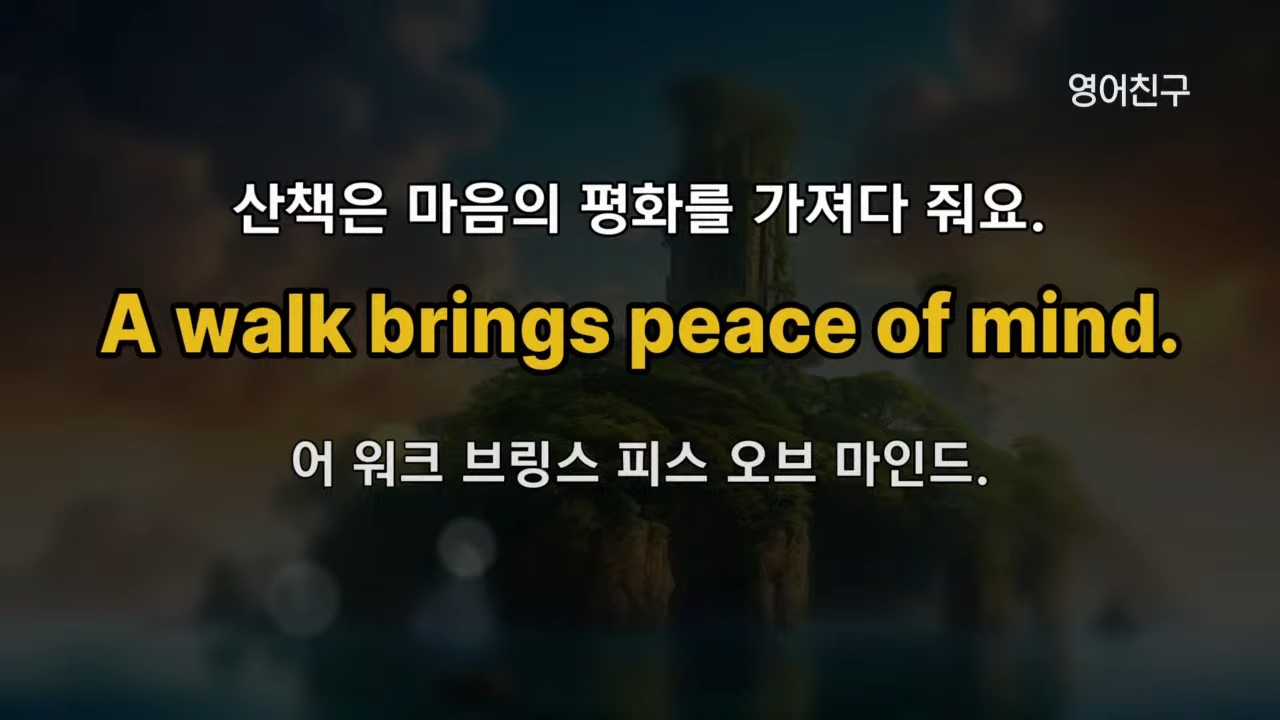 영어친구
산책은 마음의 평화를 가져다 줘요.
A walk brings peace of mind.
어 워크 브링스 피스 오브 마인드.